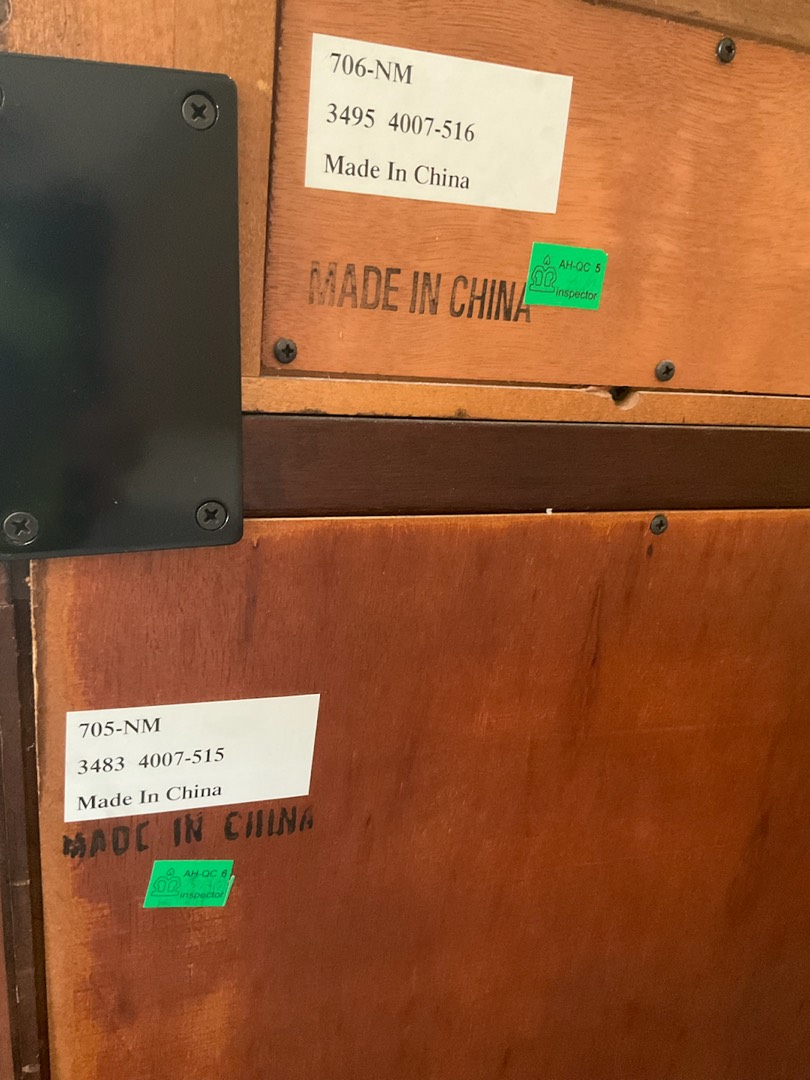 706-NM
3495 4007-516
Made In China
MADE IN CHINA
AH-QC 5
inspector
705-NM
3483 4007-515
Made In China
MADE IN CHINA
AH-QC 6
inspector